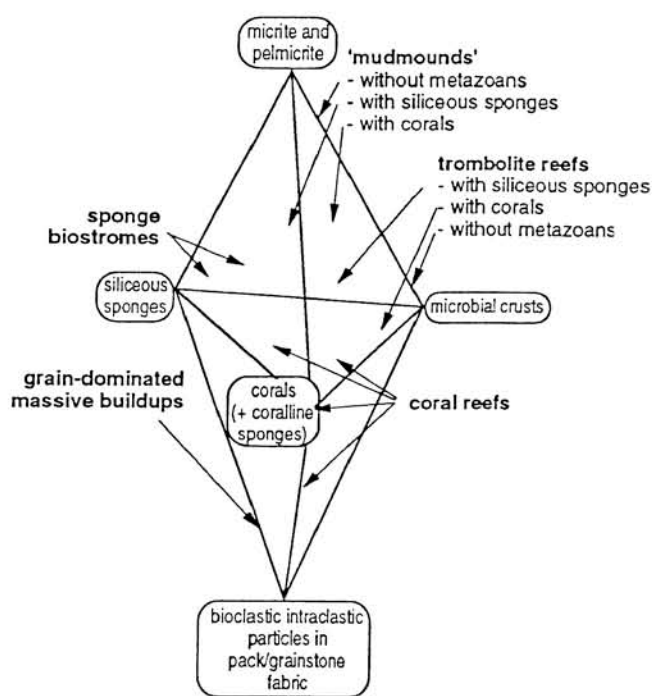 micrite and
pelmicrite
'mudmounds'
- without metazoans
- with siliceous sponges
- with corals
trombolite reefs
- with siliceous sponges
- with corals
- without metazoans
sponge
biostromes
siliceous
sponges
microbial crusts
grain-dominated
massive buildups
corals
(+ coralline
sponges)
coral reefs
bioclastic intraclastic
particles in
pack/grainstone
fabric